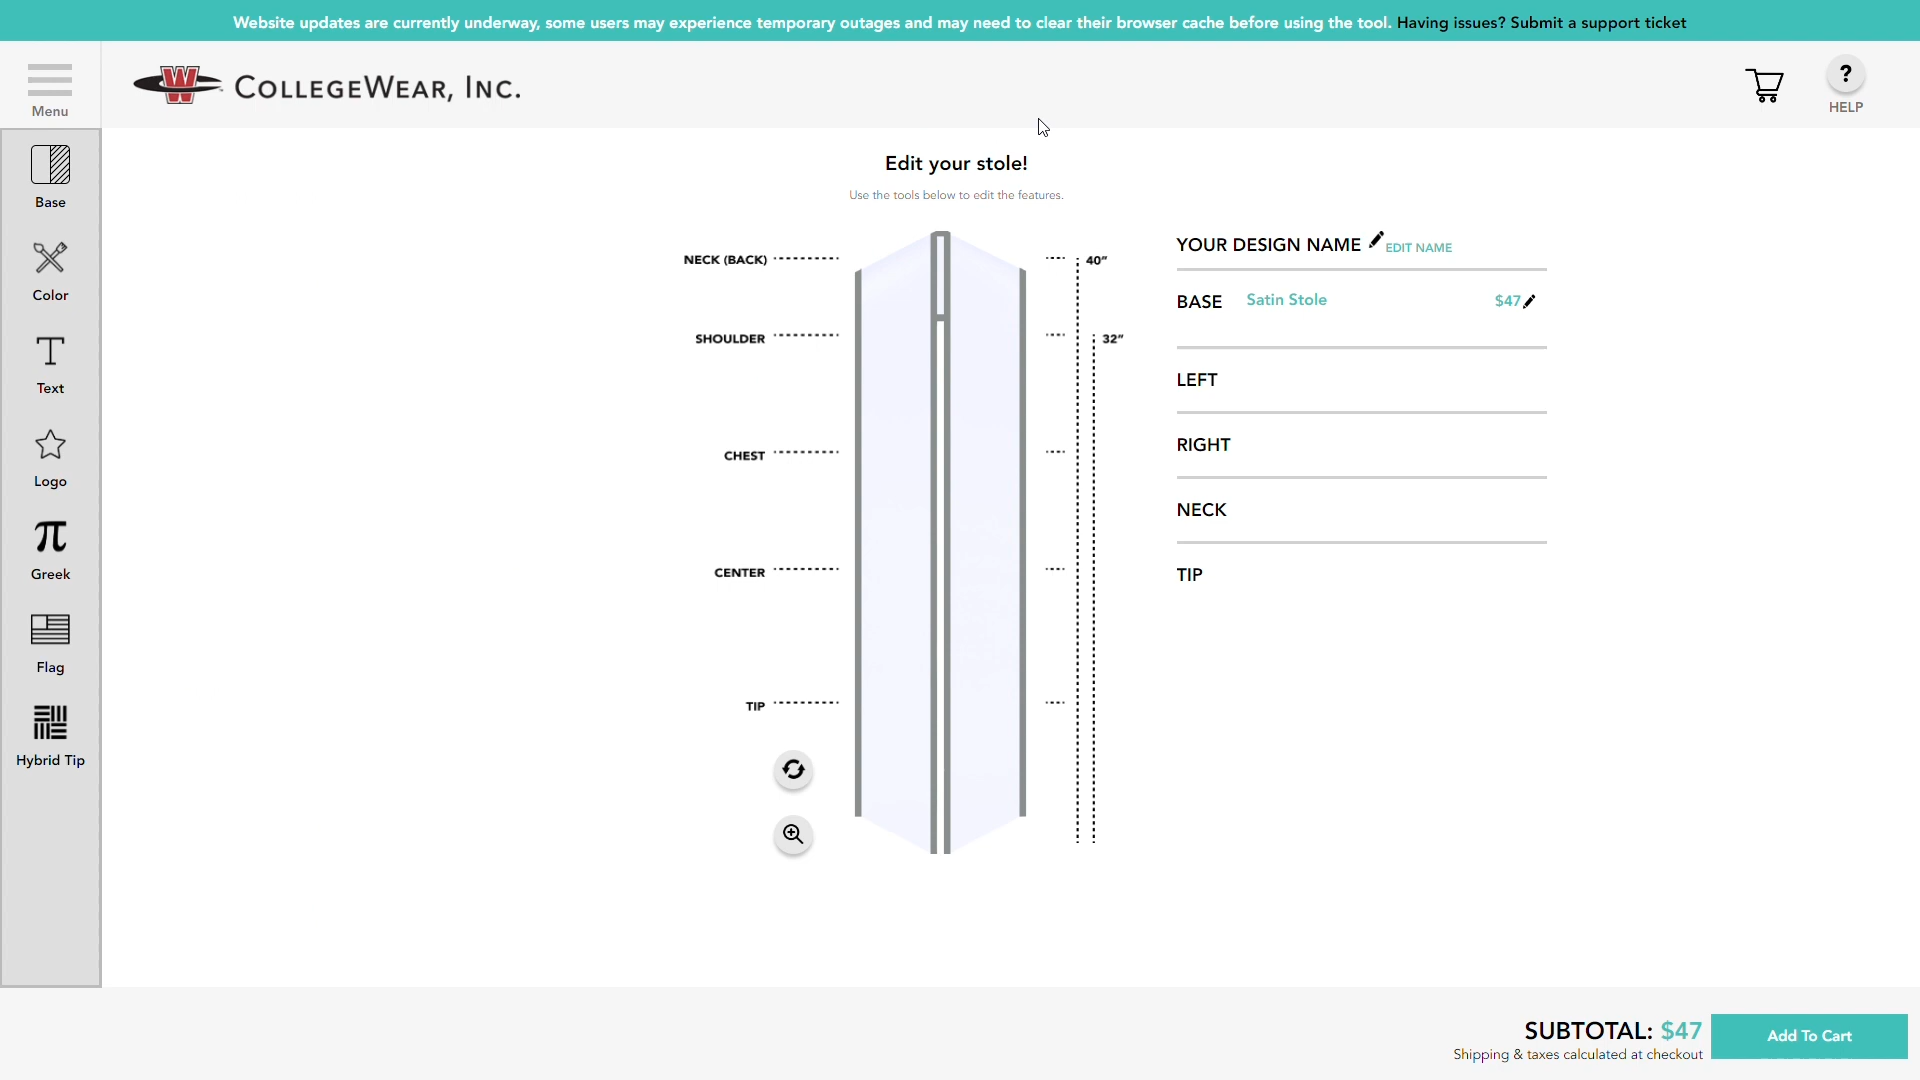 Website updates are currently underway, some users may experience temporary outages and may need to clear their browser cache before using the tool. Having issues? Submit a support ticket
Menu
COLLEGEWEAR, INC.
?
HELP
Base
Color
Text
Logo
π
Greek
Flag
Hybrid Tip
Edit your stole!
Use the tools below to edit the features.
NECK (BACK)
SHOULDER
CHEST
CENTER
TIP
40"
32"
YOUR DESIGN NAME EDIT NAME
BASE Satin Stole $47
LEFT
RIGHT
NECK
TIP
SUBTOTAL: $47
Shipping & taxes calculated at checkout
Add To Cart